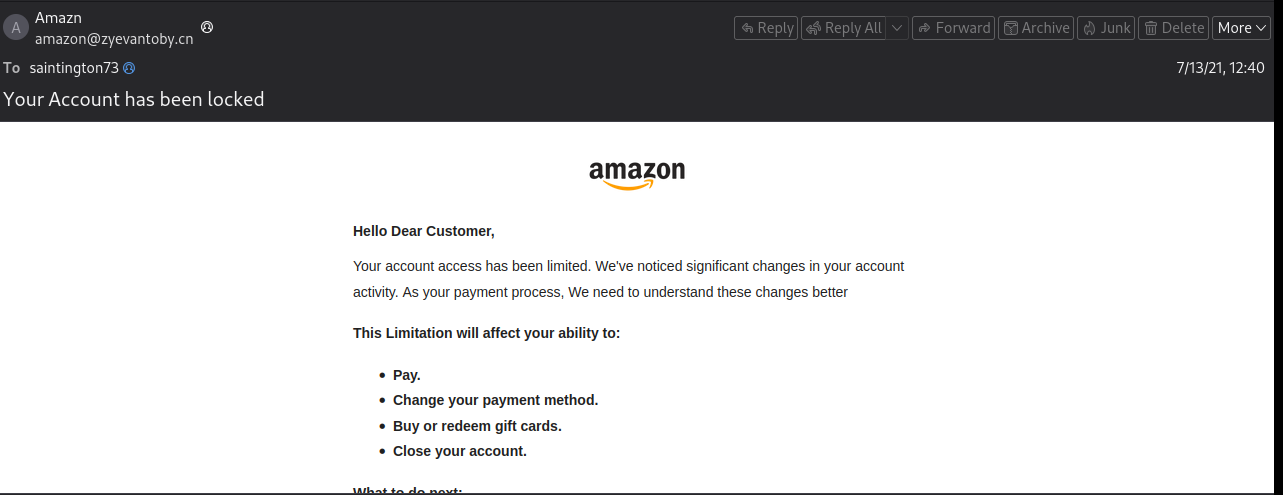 A
Amazn
amazon@zyevantoby.cn
Reply
Reply All
Forward
Archive
Junk
Delete
More
To saintington73
7/13/21, 12:40
Your Account has been locked
amazon
Hello Dear Customer,
Your account access has been limited. We've noticed significant changes in your account
activity. As your payment process, We need to understand these changes better
This Limitation will affect your ability to:
• Pay.
• Change your payment method.
• Buy or redeem gift cards.
• Close your account.
What to do next: